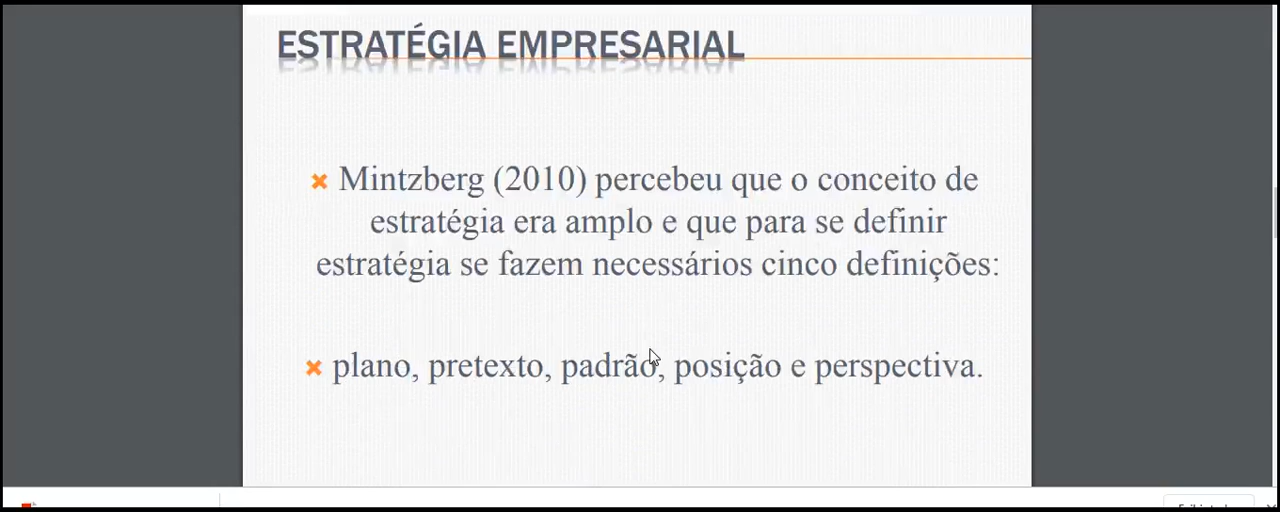 ESTRATÉGIA EMPRESARIAL
Mintzberg (2010) percebeu que o conceito de
estratégia era amplo e que para se definir
estratégia se fazem necessários cinco definições:
plano, pretexto, padrão, posição e perspectiva.